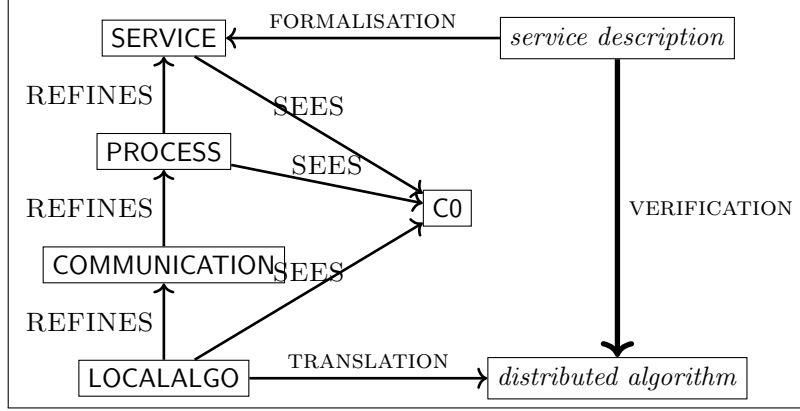 FORMALISATION
SERVICE
service description
REFINES
SEES
PROCESS
SEES
REFINES
C0
VERIFICATION
COMMUNICATION
SEES
REFINES
TRANSLATION
LOCALALGO
distributed algorithm